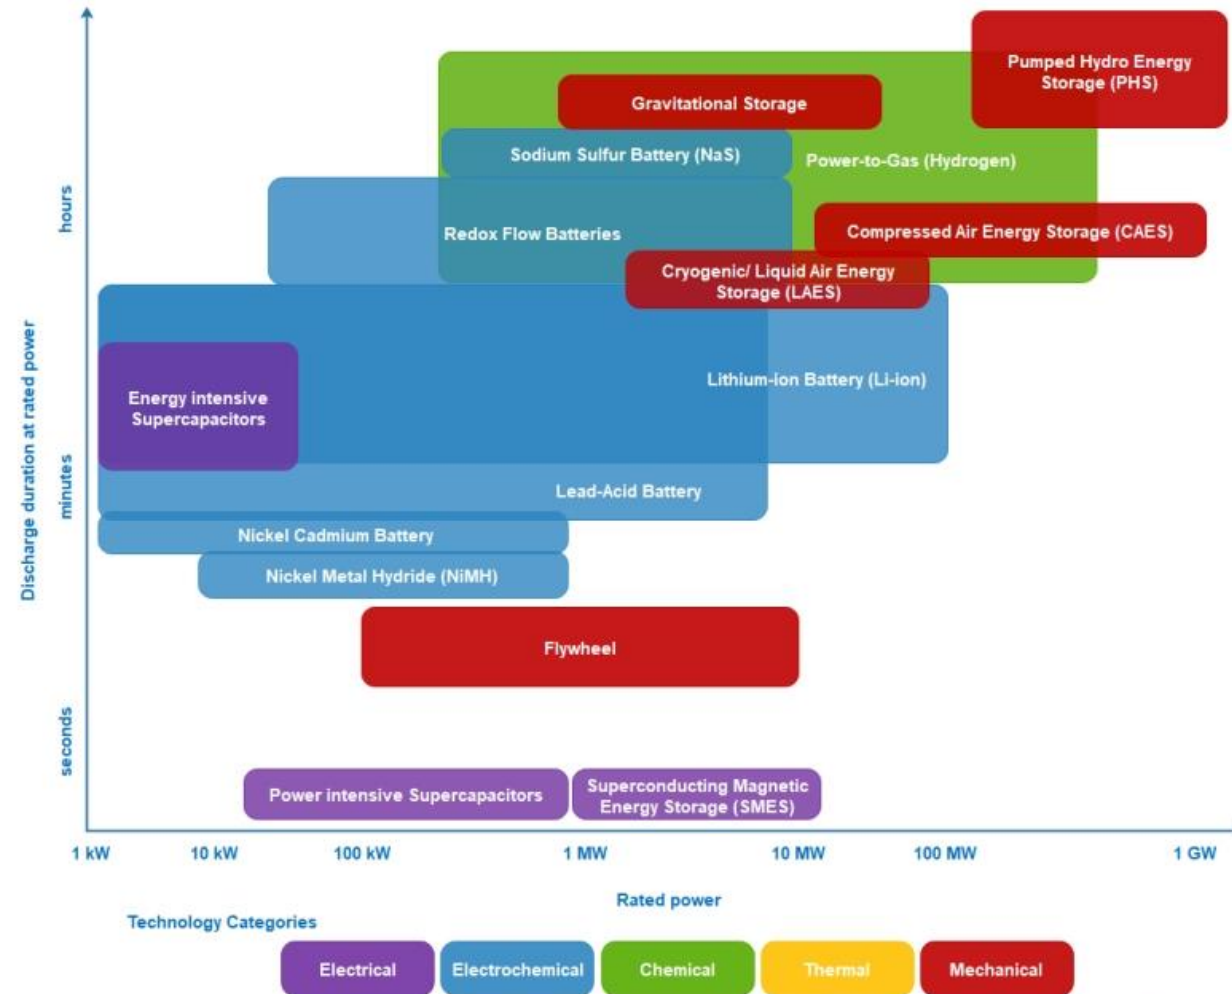 Pumped Hydro Energy
Storage (PHS)
Gravitational Storage
Sodium Sulfur Battery (NaS)
Power-to-Gas (Hydrogen)
Redox Flow Batteries
Compressed Air Energy Storage (CAES)
Cryogenic/ Liquid Air Energy
Storage (LAES)
Lithium-ion Battery (Li-ion)
Energy intensive
Supercapacitors
Lead-Acid Battery
Nickel Cadmium Battery
Nickel Metal Hydride (NiMH)
Flywheel
Power intensive Supercapacitors
Superconducting Magnetic
Energy Storage (SMES)
Discharge duration at rated power
hours
minutes
seconds
1 kW
10 kW
100 kW
1 MW
10 MW
100 MW
1 GW
Rated power
Technology Categories
Electrical
Electrochemical
Chemical
Thermal
Mechanical